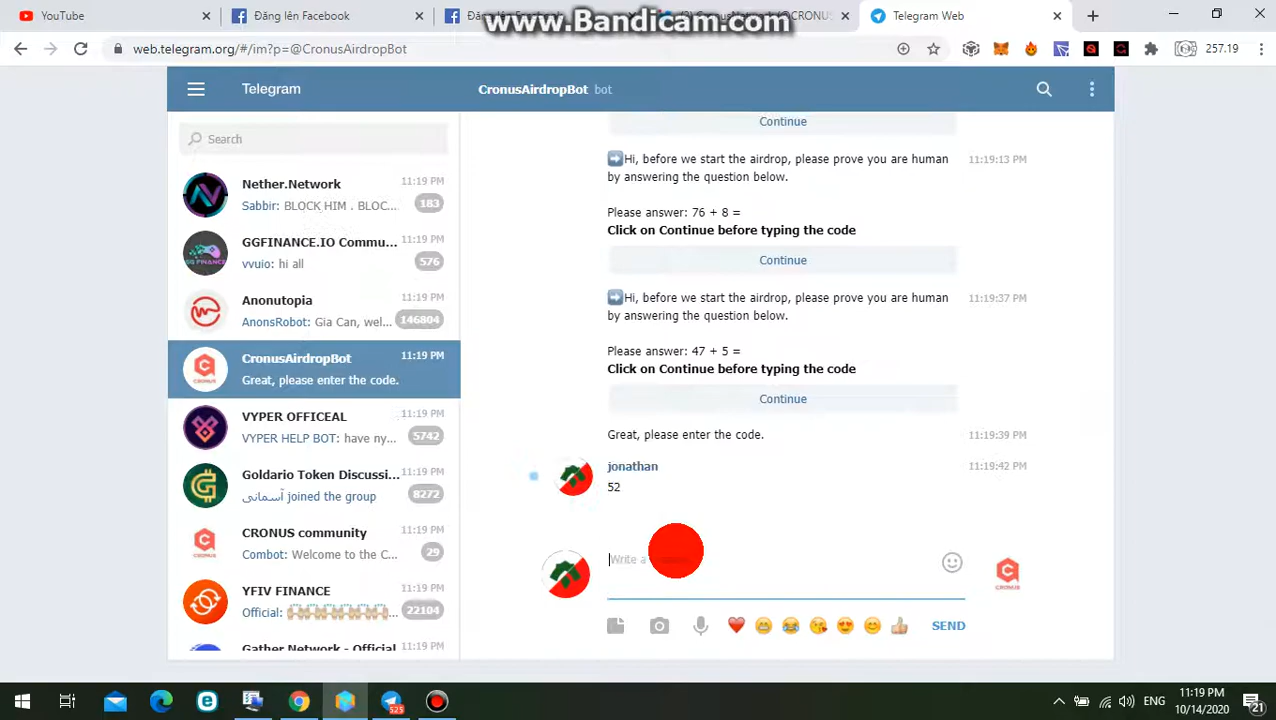 www.Bandicam.com
YouTube
Đăng lên Facebook
Telegram Web
web.telegram.org/#/im?p=@CronusAirdropBot
257.19
Telegram
CronusAirdropBot bot
Search
Nether.Network 11:19 PM
Sabbir: BLOCK HIM . BLOC... 183
GGFINANCE.IO Commu... 11:19 PM
vvuio: hi all 576
Anonutopia 11:19 PM
AnonsRobot: Gia Can, wel... 146804
CronusAirdropBot 11:19 PM
Great, please enter the code.
VYPER OFFICEAL 11:19 PM
VYPER HELP BOT: have ny... 5742
Goldario Token Discussi... 11:19 PM
آسمانی joined the group 8272
CRONUS community 11:19 PM
Combot: Welcome to the C... 29
YFIV FINANCE 11:19 PM
Official: 22104
Gather Network - Official 11:19 PM
Continue
Hi, before we start the airdrop, please prove you are human 11:19:13 PM
by answering the question below.
Please answer: 76 + 8 =
Click on Continue before typing the code
Continue
Hi, before we start the airdrop, please prove you are human 11:19:37 PM
by answering the question below.
Please answer: 47 + 5 =
Click on Continue before typing the code
Continue
Great, please enter the code. 11:19:39 PM
jonathan 11:19:42 PM
52
Write a
CRONUS
SEND
523
ENG
11:19 PM
10/14/2020
21